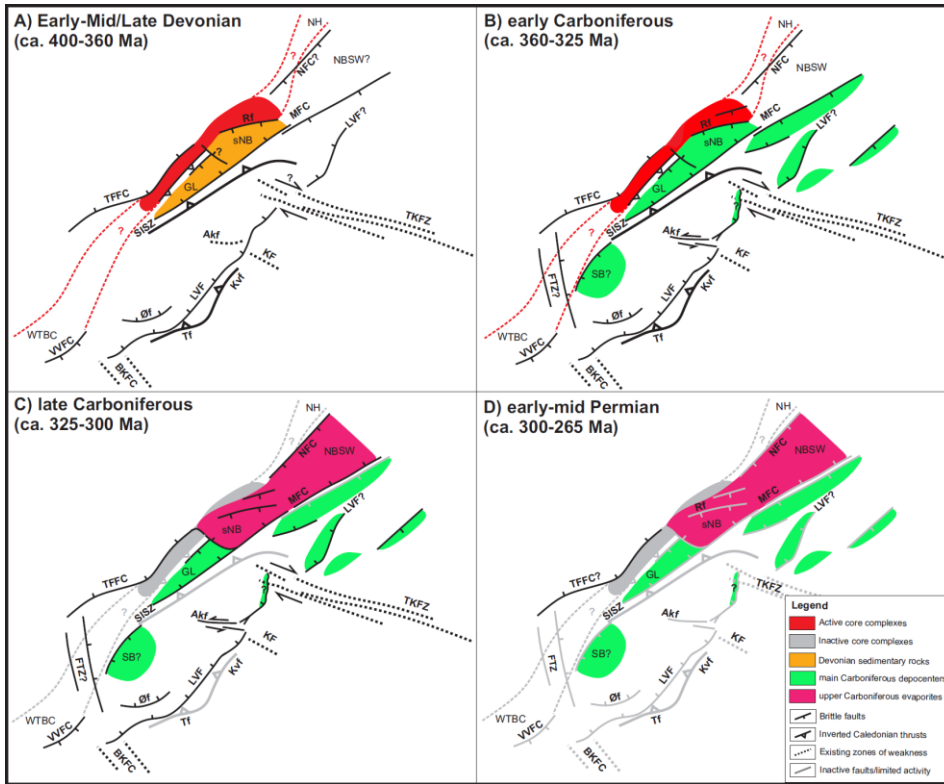 A) Early-Mid/Late Devonian
(ca. 400-360 Ma)
NH
?
NFC?
NBSW?
Rf
MFC
sNB
?
LVF?
GL
TFFC
?
SISZ
?
TKFZ
Akf
KF
LVF
Kvf
Øf
Tf
WTBC
VVFC
BKFC
B) early Carboniferous
(ca. 360-325 Ma)
NH
?
NFC
NBSW
Rf
MFC
sNB
LVF?
GL
TFFC
?
SISZ
?
TKFZ
Akf
KF
FTZ?
SB?
LVF
Kvf
Øf
Tf
WTBC
VVFC
BKFC
C) late Carboniferous
(ca. 325-300 Ma)
NH
?
NFC
NBSW
MFC
sNB
LVF?
GL
TFFC
?
SISZ
?
TKFZ
Akf
KF
FTZ?
SB?
LVF
Kvf
Øf
Tf
WTBC
VVFC
BKFC
D) early-mid Permian
(ca. 300-265 Ma)
NH
?
NFC
NBSW
Rf
MFC
sNB
LVF?
GL
TFFC?
?
SISZ
?
TKFZ
Akf
KF
FTZ
SB?
LVF
Kvf
Øf
Tf
WTBC
VVFC
BKFC
Legend
Active core complexes
Inactive core complexes
Devonian sedimentary rocks
main Carboniferous depocenters
upper Carboniferous evaporites
Brittle faults
Inverted Caledonian thrusts
Existing zones of weakness
Inactive faults/limited activity